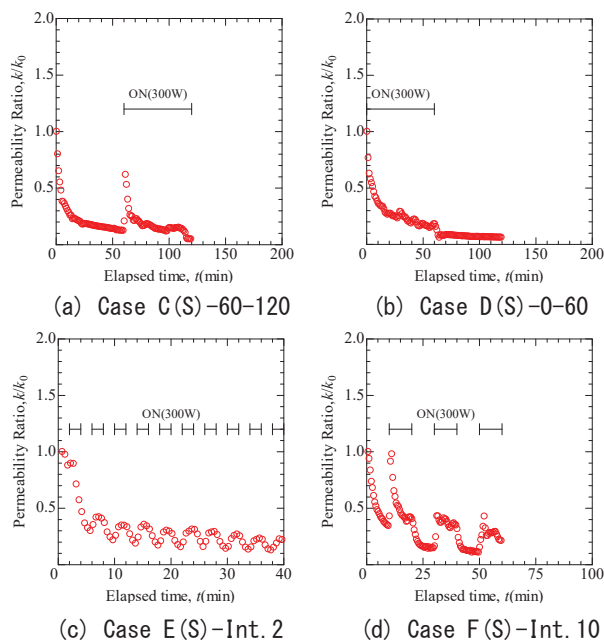 2.0
1.5
1.0
0.5
0
100
200
Permeability Ratio, k/k0
ON(300W)
Elapsed time, t(min)
(a) Case C(S)-60-120
2.0
1.5
1.0
0.5
0
100
200
Permeability Ratio, k/k0
ON(300W)
Elapsed time, t(min)
(b) Case D(S)-0-60
2.0
1.5
1.0
0.5
0
10
20
30
40
Permeability Ratio, k/k0
ON(300W)
Elapsed time, t(min)
(c) Case E(S)-Int.2
2.0
1.5
1.0
0.5
0
25
50
75
100
Permeability Ratio, k/k0
ON(300W)
Elapsed time, t(min)
(d) Case F(S)-Int.10